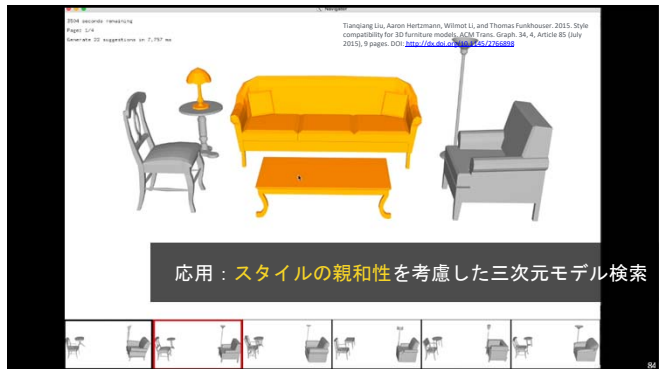 Navigator
3594 seconds remaining
Page: 1/4
Generate 20 suggestions in 7,797 ms
Tianqiang Liu, Aaron Hertzmann, Wilmot Li, and Thomas Funkhouser. 2015. Style
compatibility for 3D furniture models. ACM Trans. Graph. 34, 4, Article 85 (July
2015), 9 pages. DOI: http://dx.doi.org/10.1145/2766898
応用：スタイルの親和性を考慮した三次元モデル検索
84